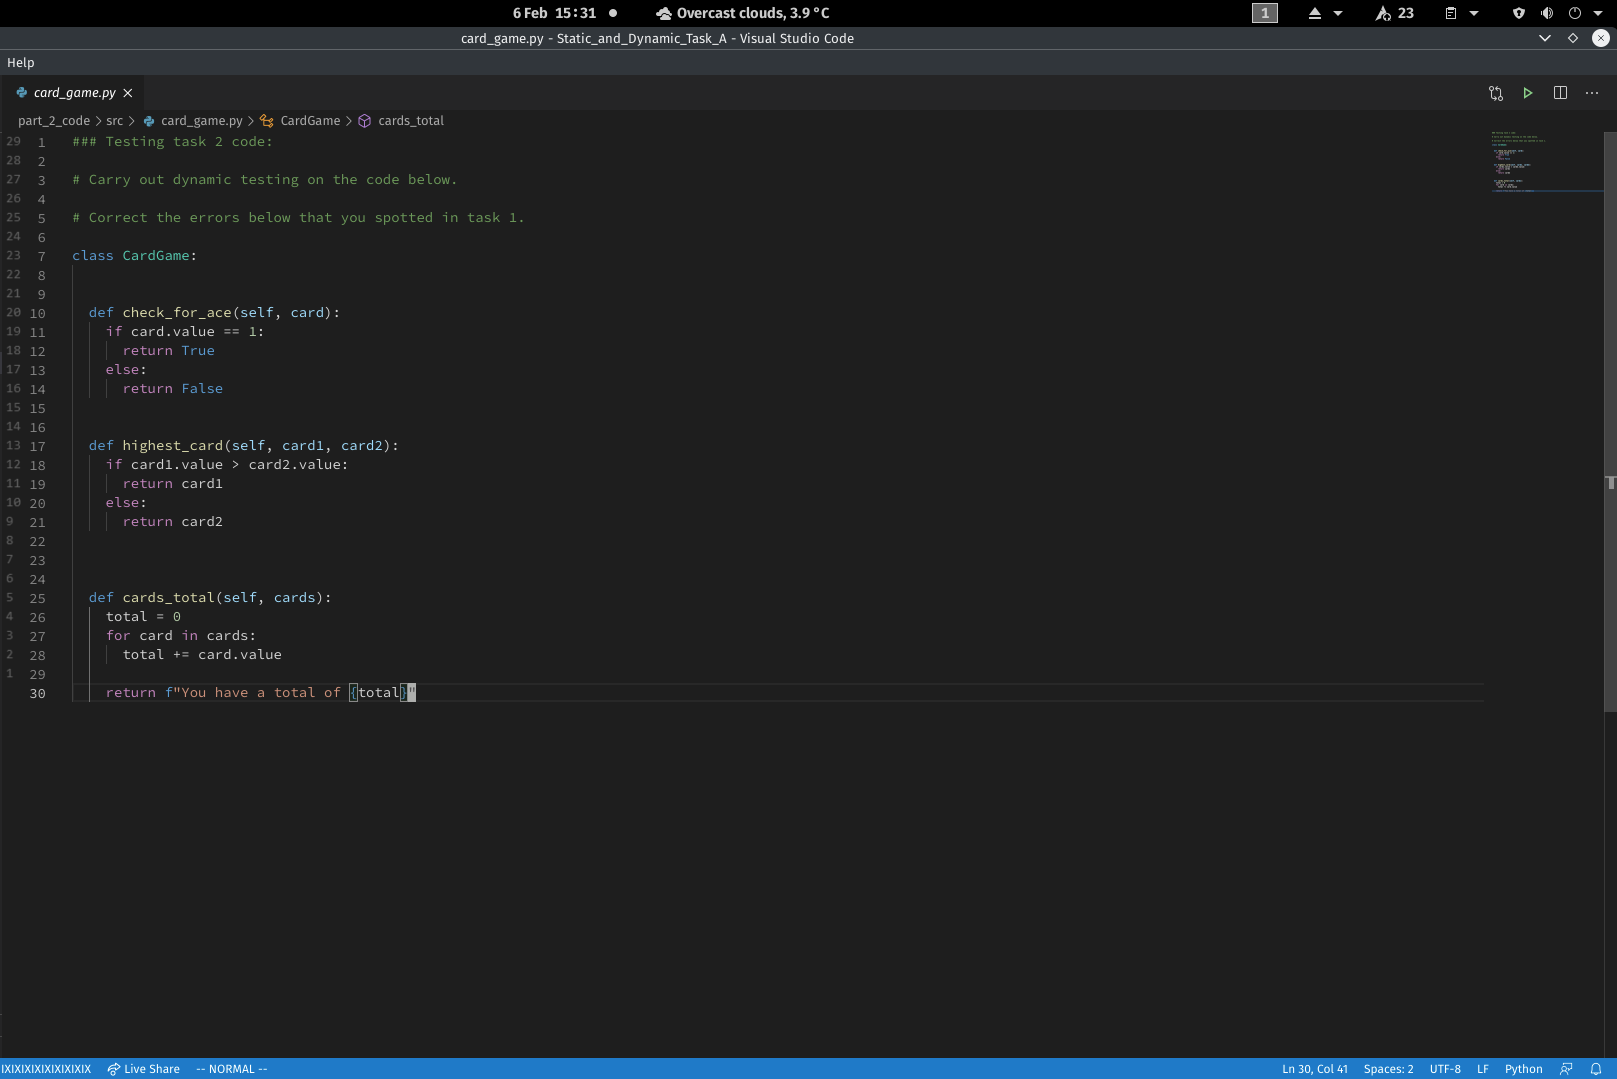 6 Feb 15:31 Overcast clouds, 3.9 °C 1 23
card_game.py - Static_and_Dynamic_Task_A - Visual Studio Code
Help
card_game.py
part_2_code > src > card_game.py > CardGame > cards_total
29 1 ### Testing task 2 code:
28 2
27 3 # Carry out dynamic testing on the code below.
26 4
25 5 # Correct the errors below that you spotted in task 1.
24 6
23 7 class CardGame:
22 8
21 9
20 10 def check_for_ace(self, card):
19 11 if card.value == 1:
18 12 return True
17 13 else:
16 14 return False
15 15
14 16
13 17 def highest_card(self, card1, card2):
12 18 if card1.value > card2.value:
11 19 return card1
10 20 else:
9 21 return card2
8 22
7 23
6 24
5 25 def cards_total(self, cards):
4 26 total = 0
3 27 for card in cards:
2 28 total += card.value
1 29
30 return f"You have a total of {total}"
IXIXIXIXIXIXIXIXIX Live Share -- NORMAL -- Ln 30, Col 41 Spaces: 2 UTF-8 LF Python